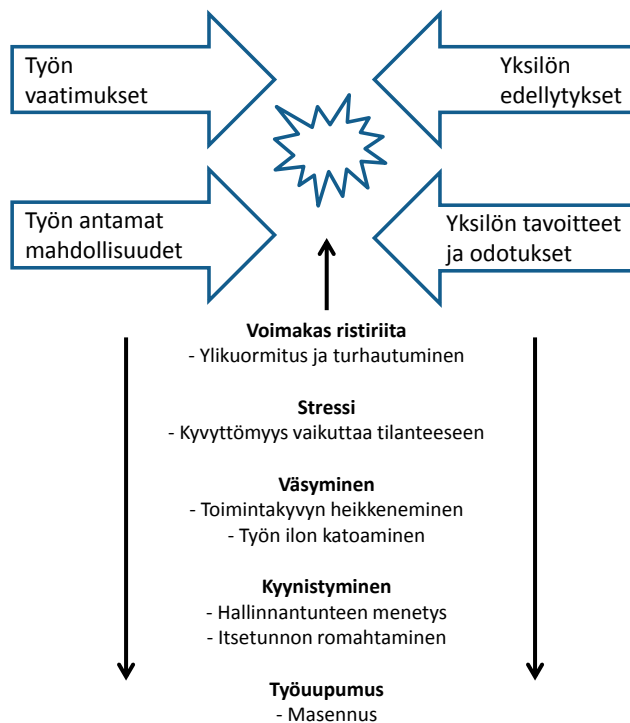 Työn
vaatimukset
Yksilön
edellytykset
Työn antamat
mahdollisuudet
Yksilön tavoitteet
ja odotukset
Voimakas ristiriita
- Ylikuormitus ja turhautuminen
Stressi
- Kyvyttömyys vaikuttaa tilanteeseen
Väsyminen
- Toimintakyvyn heikkeneminen
- Työn ilon katoaminen
Kyynistyminen
- Hallinnantunteen menetys
- Itsetunnon romahtaminen
Työuupumus
- Masennus